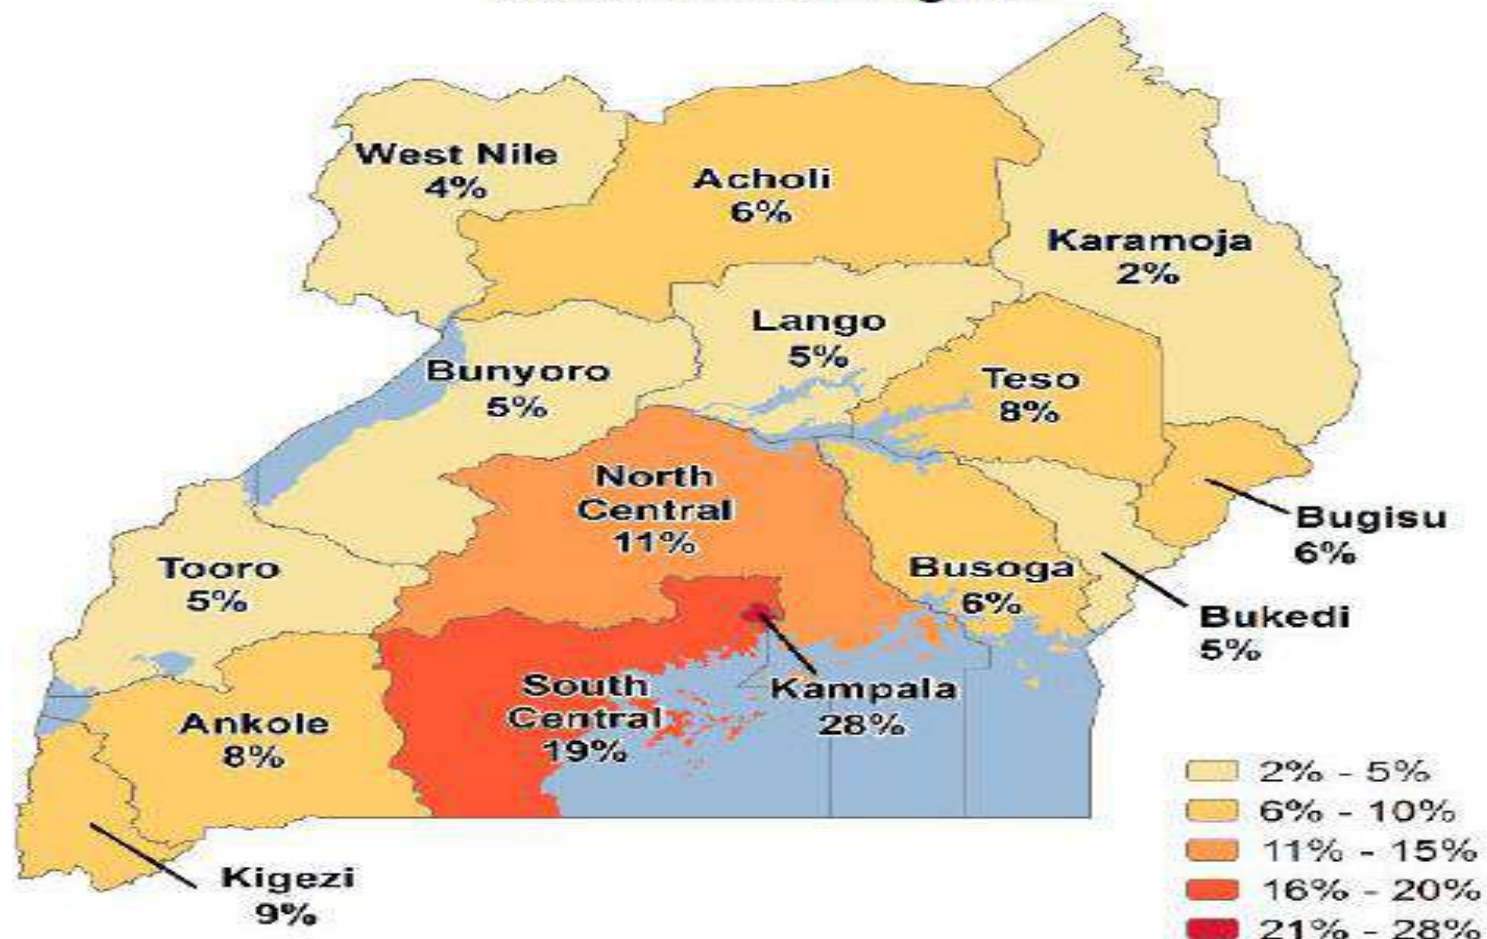 West Nile
4%
Acholi
6%
Karamoja
2%
Lango
5%
Bunyoro
5%
Teso
8%
North
Central
11%
Bugisu
6%
Tooro
5%
Busoga
6%
Bukedi
5%
South
Central
19%
Kampala
28%
Ankole
8%
Kigezi
9%
2% - 5%
6% - 10%
11% - 15%
16% - 20%
21% - 28%